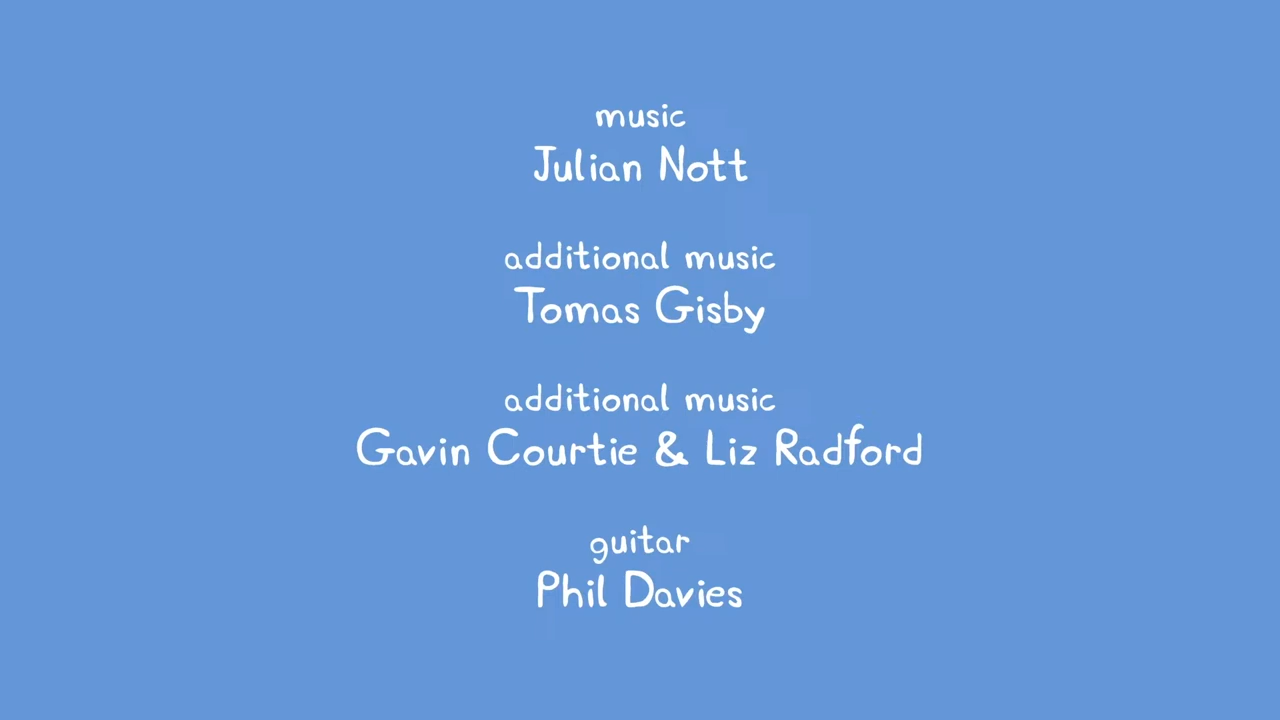 music
Julian Nott
additional music
Tomas Gisby
additional music
Gavin Courtie & Liz Radford
guitar
Phil Davies